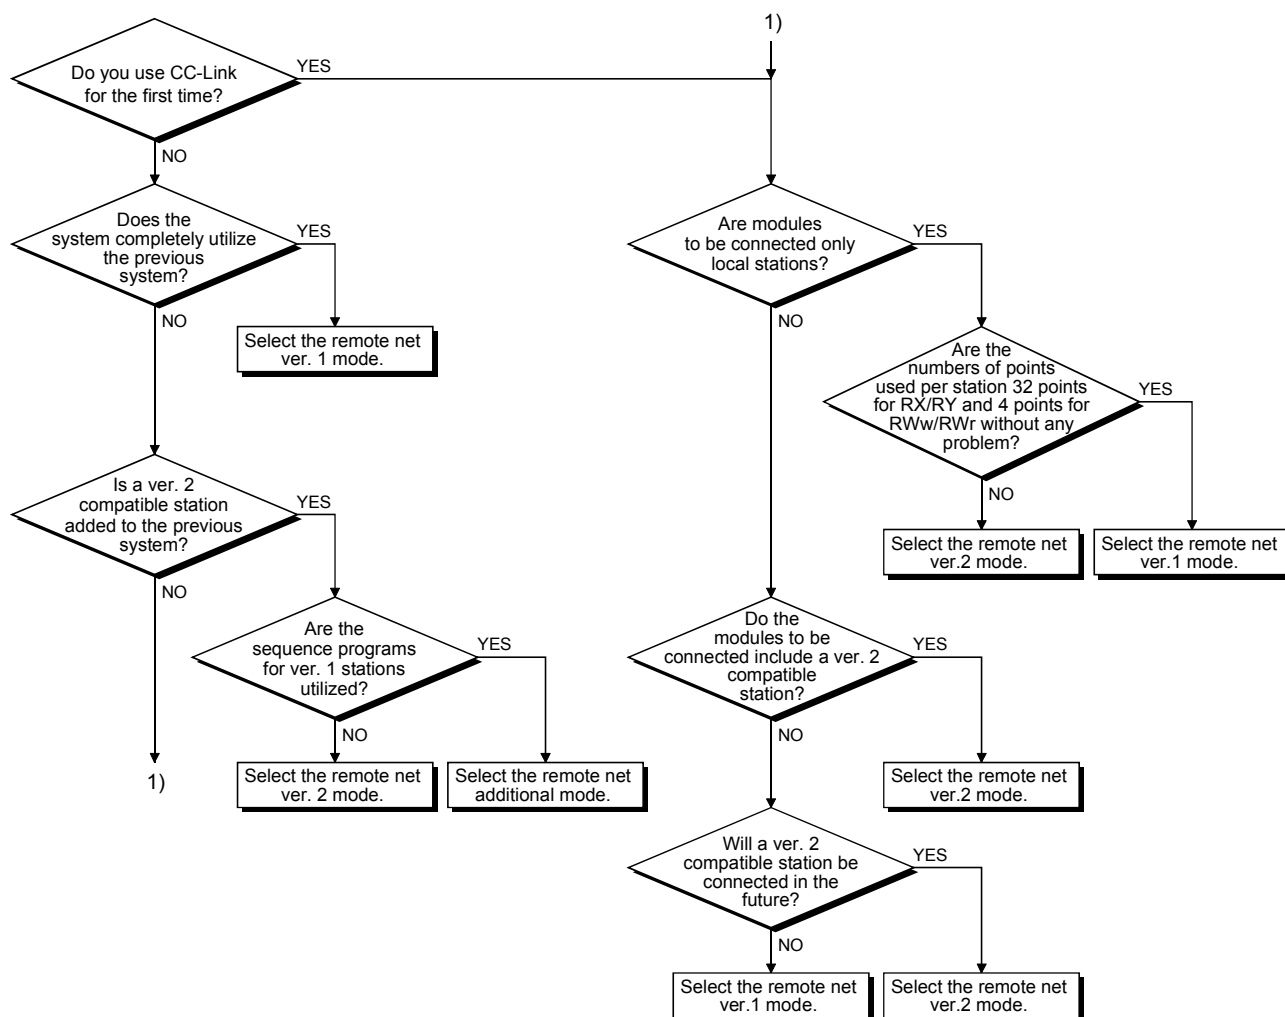 Do you use CC-Link
for the first time?
YES
NO
Does the
system completely utilize
the previous
system?
YES
NO
Select the remote net
ver. 1 mode.
Is a ver. 2
compatible station
added to the previous
system?
YES
NO
Are the
sequence programs
for ver. 1 stations
utilized?
YES
NO
Select the remote net
ver. 2 mode.
Select the remote net
additional mode.
1)
1)
Are modules
to be connected only
local stations?
YES
NO
Are the
numbers of points
used per station 32 points
for RX/RY and 4 points for
RWw/RWr without any
problem?
YES
NO
Select the remote net
ver.2 mode.
Select the remote net
ver.1 mode.
Do the
modules to be
connected include a ver. 2
compatible
station?
YES
NO
Select the remote net
ver.2 mode.
Will a ver. 2
compatible station be
connected in the
future?
YES
NO
Select the remote net
ver.1 mode.
Select the remote net
ver.2 mode.